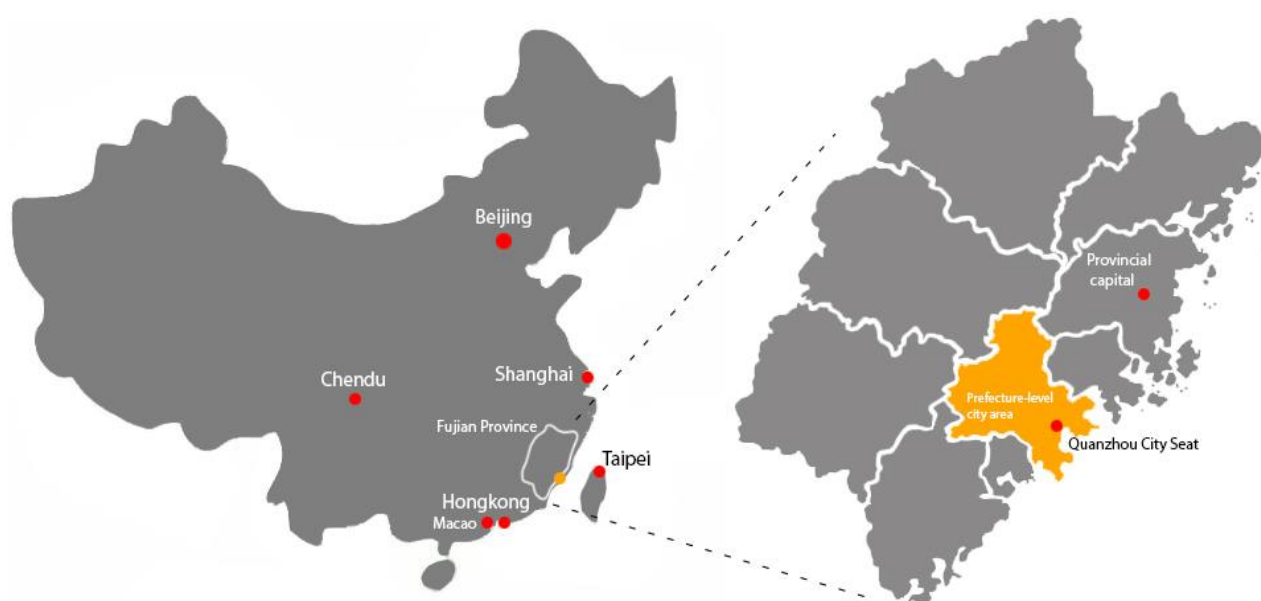 Beijing
Chendu
Shanghai
Fujian Province
Taipei
Hongkong
Macao
Provincial
capital
Prefecture-level
city area
Quanzhou City Seat